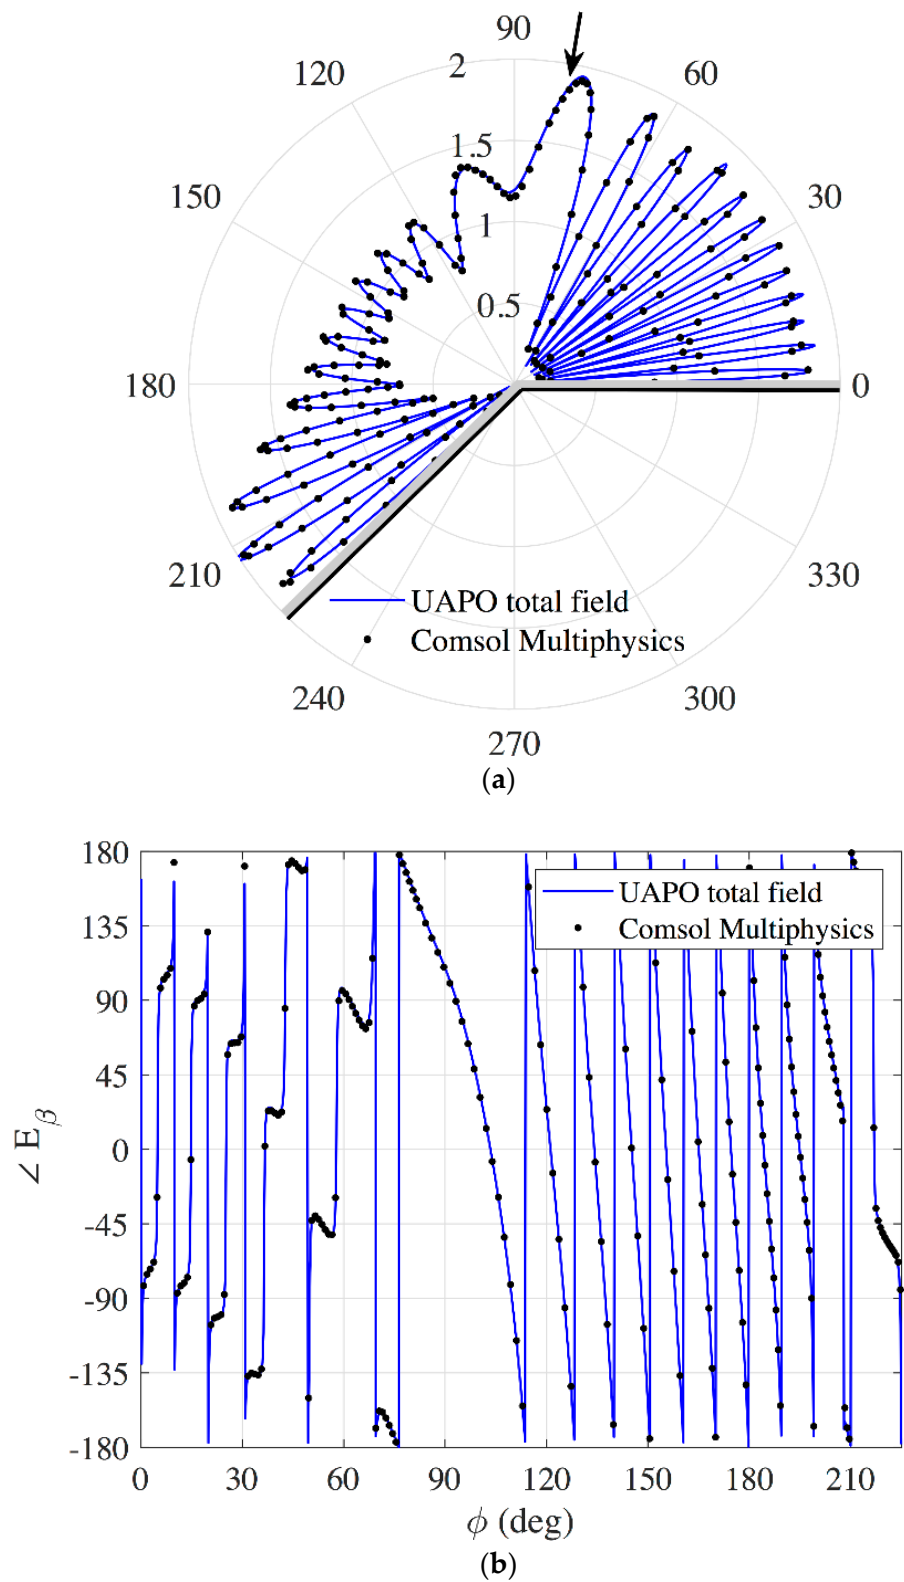 90
120
2
60
1.5
150
30
1
0.5
180
0
210
330
UAPO total field
Comsol Multiphysics
240
300
270
(a)
180
UAPO total field
135
Comsol Multiphysics
90
45
∠ E_β
0
-45
-90
-135
-180
0 30 60 90 120 150 180 210
ϕ (deg)
(b)